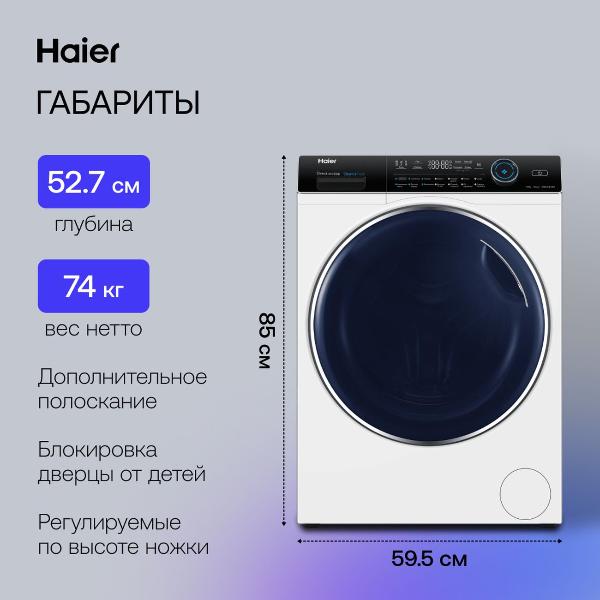 Haier
ГАБАРИТЫ
52.7 см
глубина
74 кг
вес нетто
Дополнительное
полоскание
Блокировка
дверцы от детей
Регулируемые
по высоте ножки
85 см
59.5 см
Haier